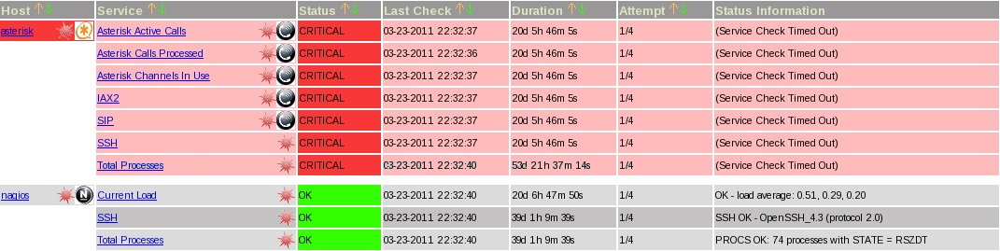 Host Service Status Last Check Duration Attempt Status Information
asterisk Asterisk Active Calls CRITICAL 03-23-2011 22:32:37 20d 5h 46m 5s 1/4 (Service Check Timed Out)
Asterisk Calls Processed CRITICAL 03-23-2011 22:32:36 20d 5h 46m 5s 1/4 (Service Check Timed Out)
Asterisk Channels In Use CRITICAL 03-23-2011 22:32:37 20d 5h 46m 5s 1/4 (Service Check Timed Out)
IAX2 CRITICAL 03-23-2011 22:32:37 20d 5h 46m 5s 1/4 (Service Check Timed Out)
SIP CRITICAL 03-23-2011 22:32:37 20d 5h 46m 5s 1/4 (Service Check Timed Out)
SSH CRITICAL 03-23-2011 22:32:37 20d 5h 46m 5s 1/4 (Service Check Timed Out)
Total Processes CRITICAL 03-23-2011 22:32:40 53d 21h 37m 14s 1/4 (Service Check Timed Out)
nagios N Current Load OK 03-23-2011 22:32:40 20d 6h 47m 50s 1/4 OK - load average: 0.51, 0.29, 0.20
SSH OK 03-23-2011 22:32:40 39d 1h 9m 39s 1/4 SSH OK - OpenSSH_4.3 (protocol 2.0)
Total Processes OK 03-23-2011 22:32:40 39d 1h 9m 39s 1/4 PROCS OK: 74 processes with STATE = RSZDT